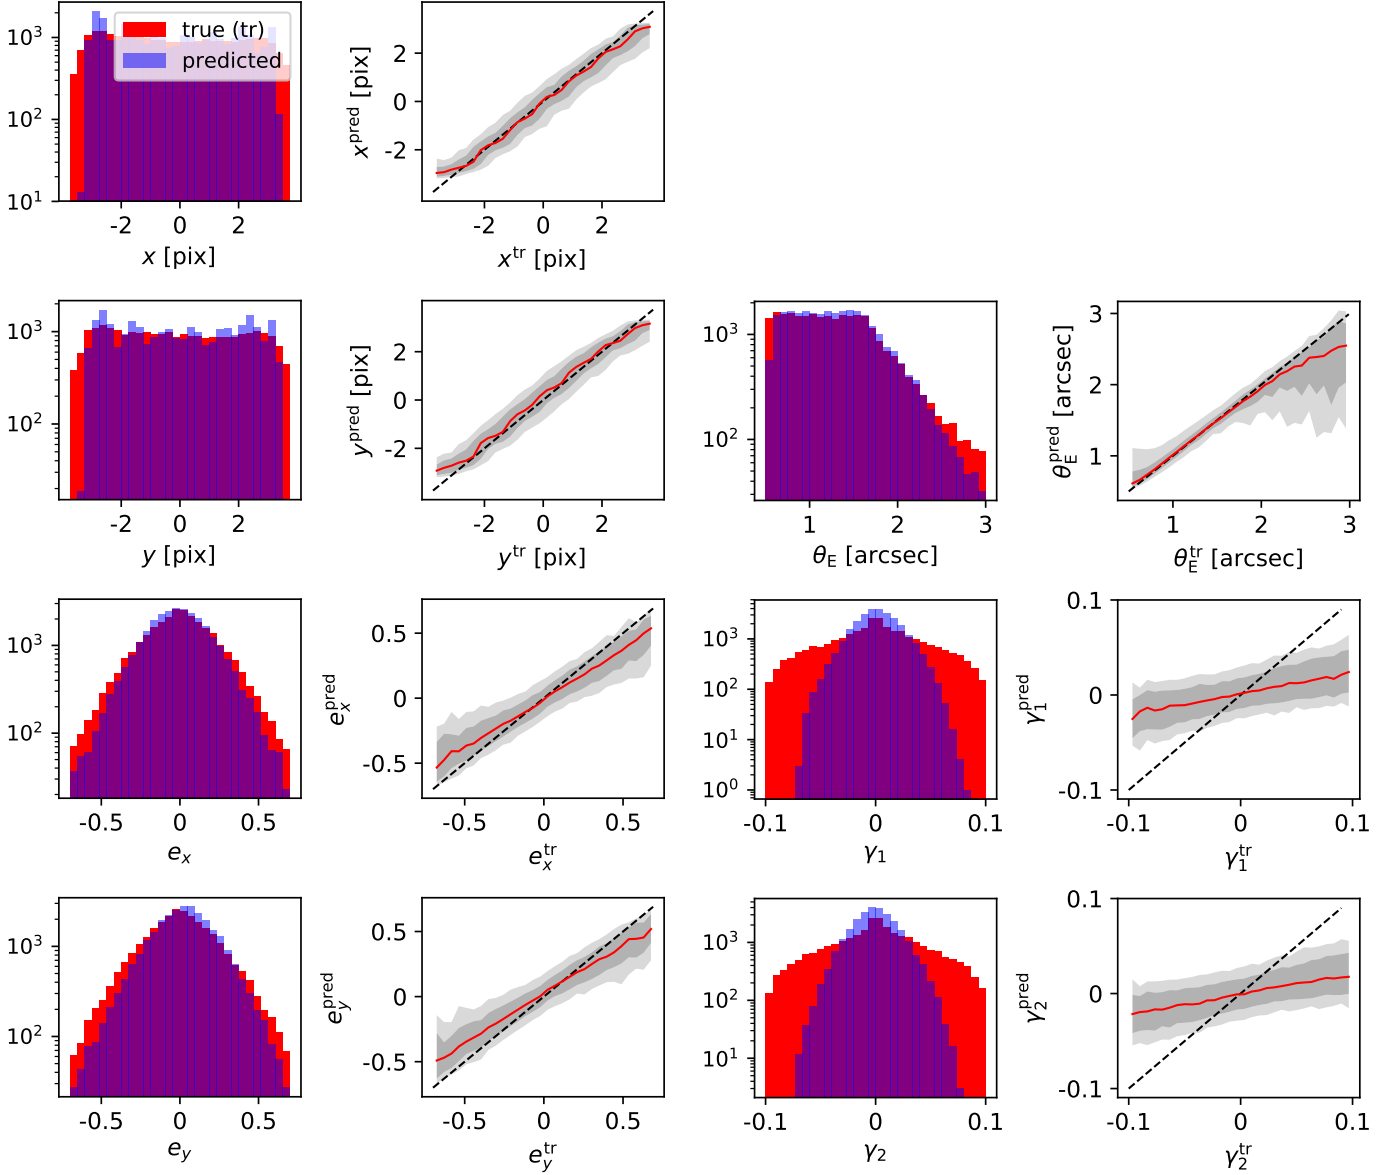 10³
10²
10¹
true (tr)
predicted
-2 0 2
x [pix]
x^pred [pix]
2
0
-2
-2 0 2
x^tr [pix]
10³
10²
-2 0 2
y [pix]
y^pred [pix]
2
0
-2
-2 0 2
y^tr [pix]
10³
10²
1 2 3
θ_E [arcsec]
θ_E^pred [arcsec]
3
2
1
1 2 3
θ_E^tr [arcsec]
10³
10²
-0.5 0 0.5
e_x
e_x^pred
0.5
0
-0.5
-0.5 0 0.5
e_x^tr
10³
10²
10¹
10⁰
-0.1 0 0.1
γ₁
γ₁^pred
0.1
0
-0.1
-0.1 0 0.1
γ₁^tr
10³
10²
-0.5 0 0.5
e_y
e_y^pred
0.5
0
-0.5
-0.5 0 0.5
e_y^tr
10³
10²
10¹
-0.1 0 0.1
γ₂
γ₂^pred
0.1
0
-0.1
-0.1 0 0.1
γ₂^tr